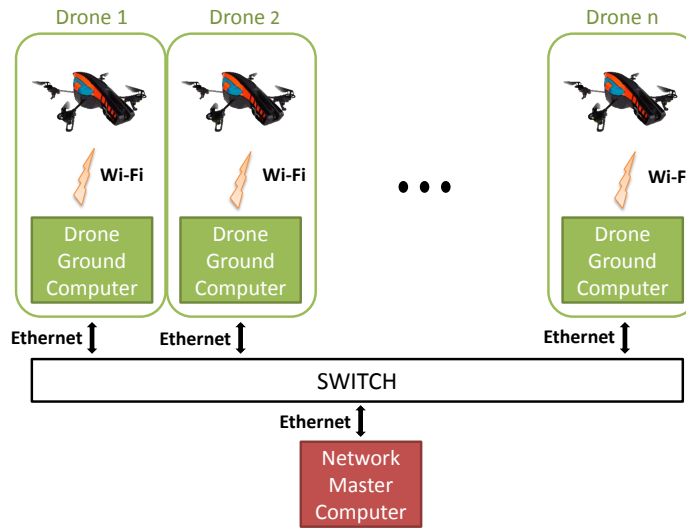 Drone 1
Drone 2
Drone n
Wi-Fi
Wi-Fi
Wi-F
Drone
Ground
Computer
Drone
Ground
Computer
Drone
Ground
Computer
Ethernet
Ethernet
Ethernet
SWITCH
Ethernet
Network
Master
Computer